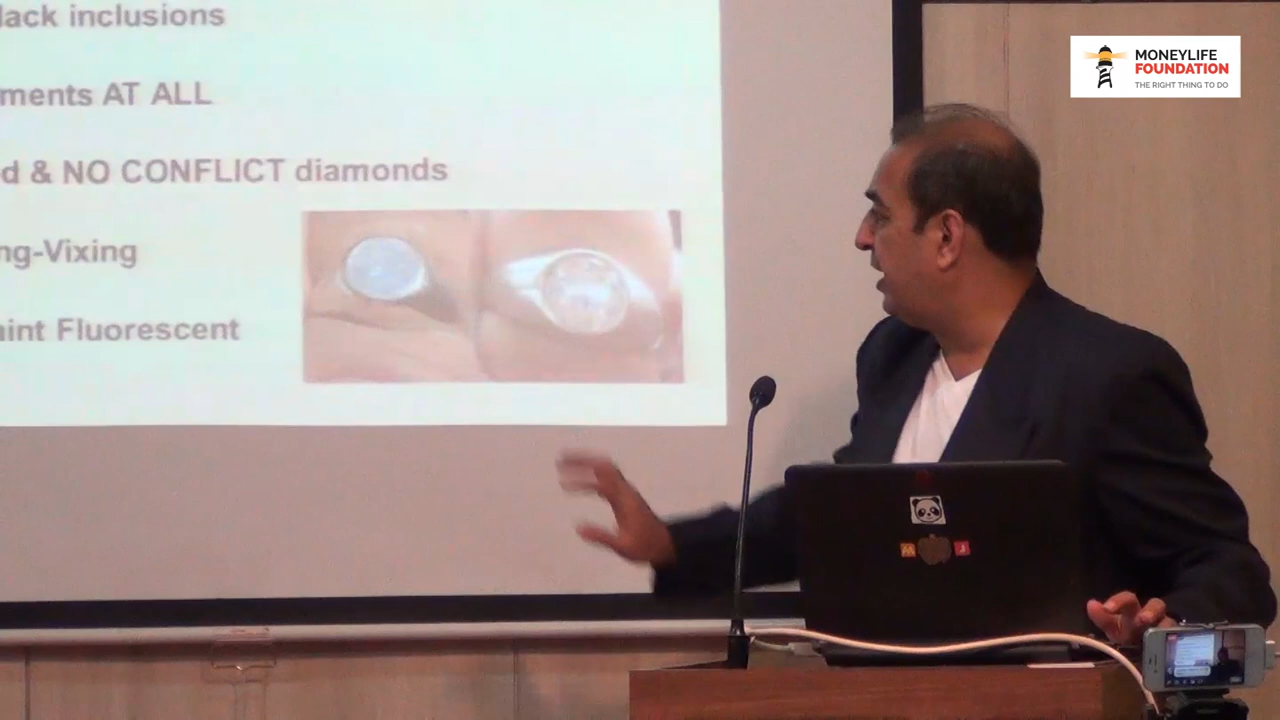 lack inclusions
ments AT ALL
d & NO CONFLICT diamonds
ng-Vixing
aint Fluorescent
MONEYLIFE
FOUNDATION
THE RIGHT THING TO DO